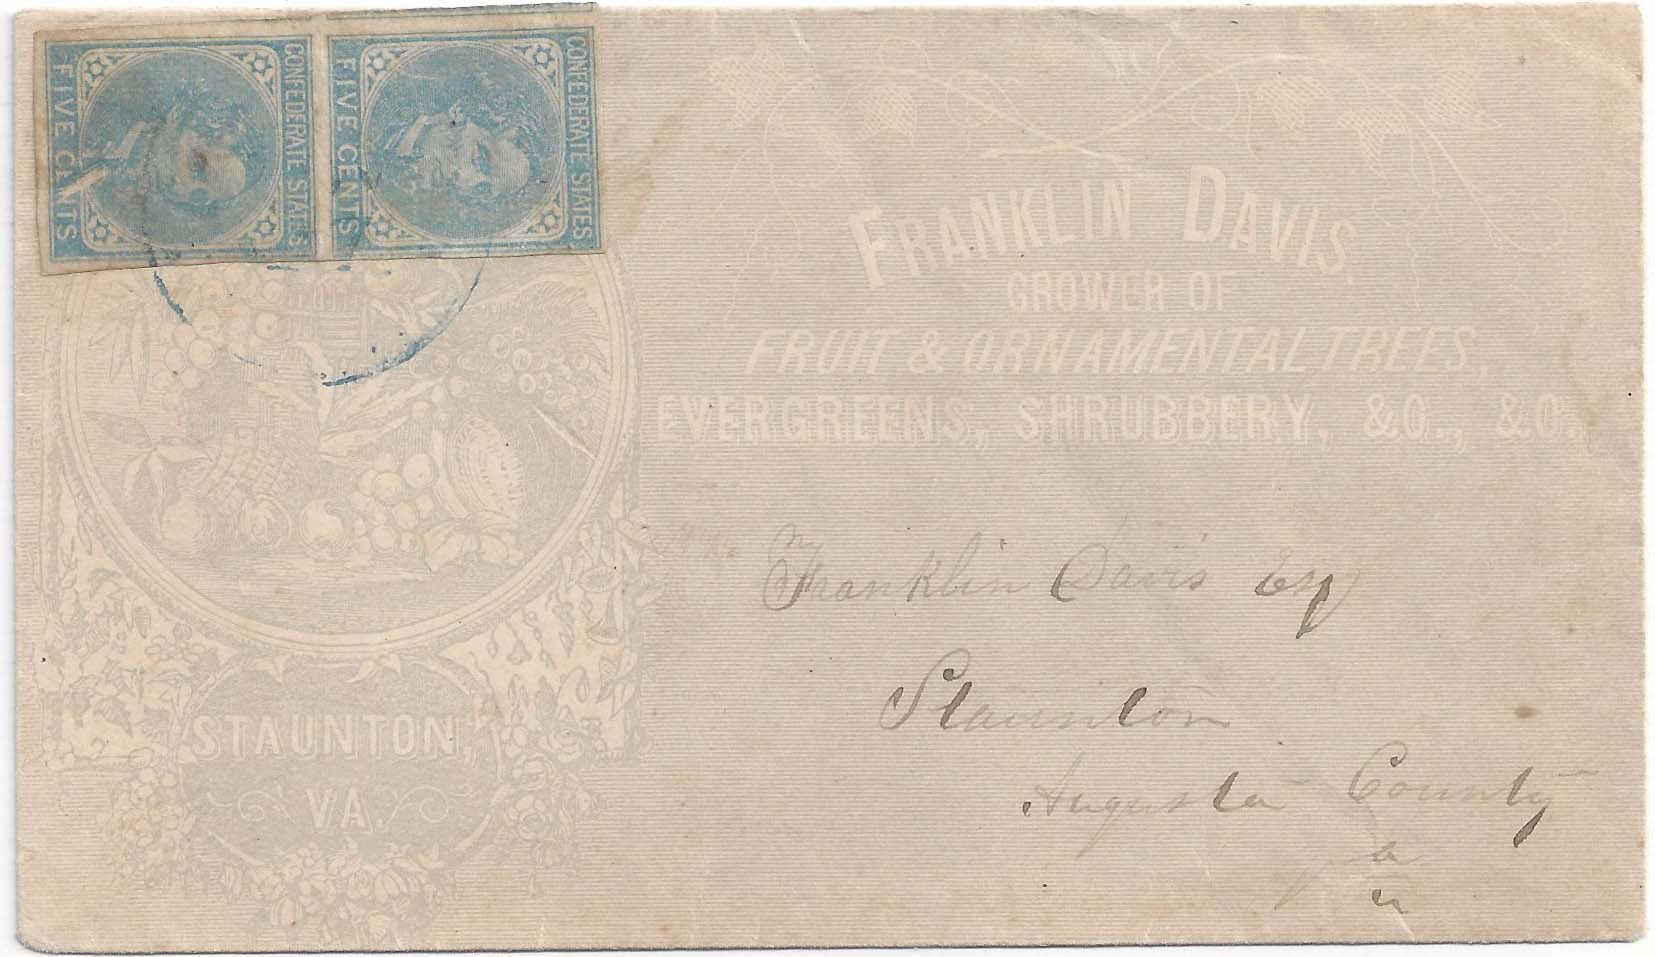 CONFEDERATE STATES
FIVE CENTS
CONFEDERATE STATES
FIVE CENTS
FRANKLIN DAVIS.
GROWER OF
FRUIT & ORNAMENTAL TREES,
EVERGREENS, SHRUBBERY, &C., &C.
STAUNTON,
VA.
Franklin Davis Esq
Staunton
Augusta County
Va